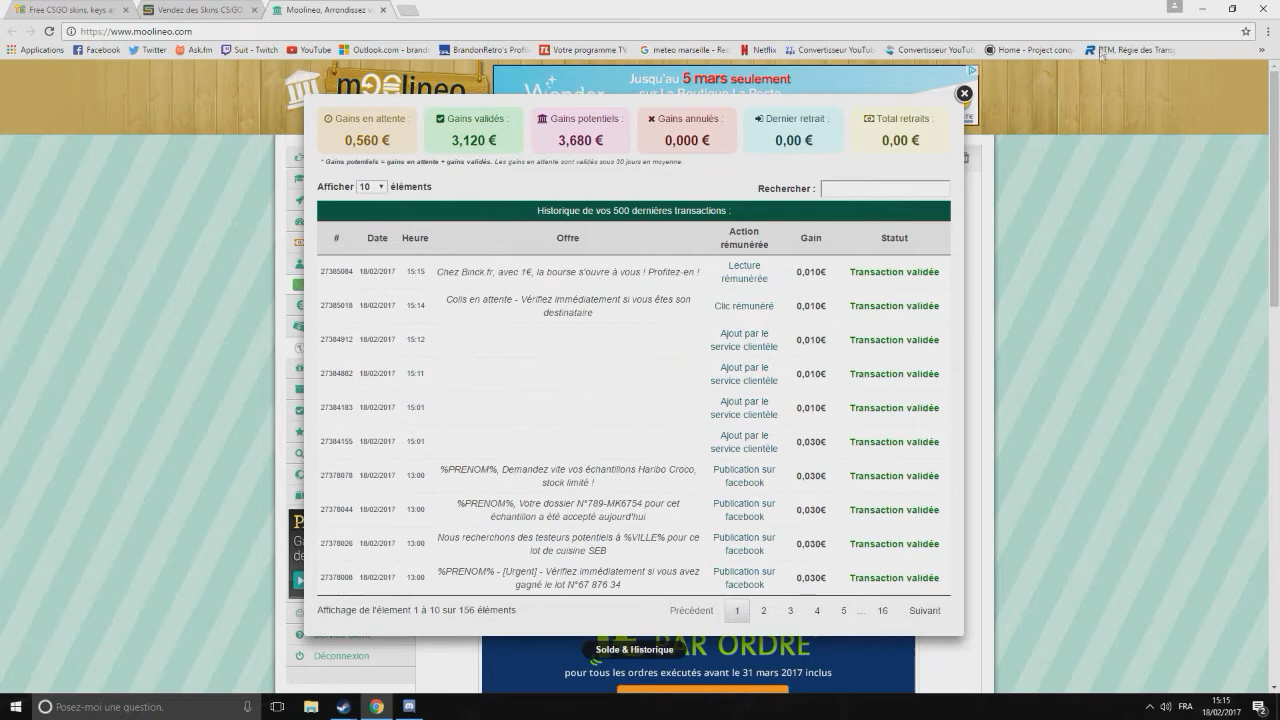 Free CSGO skins, keys an
Vendez des Skins CS:GO
Moolineo, Arrondissez v
https://www.moolineo.com
Applications
Facebook
Twitter
Ask.fm
Suit - Twitch
YouTube
Outlook.com - brandc
BrandonRetro's Profil
Votre programme TV
meteo marseille - Rec
Netflix
Convertisseur YouTub
Convertisseur YouTub
Home - Project conqu
RTM, Régie des Trans
moolineo
Jusqu'au 5 mars seulement
sur La Boutique La Poste
Gains en attente :
0,560 €
Gains validés :
3,120 €
Gains potentiels :
3,680 €
Gains annulés :
0,000 €
Dernier retrait :
0,00 €
Total retraits :
0,00 €
* Gains potentiels = gains en attente + gains validés. Les gains en attente sont validés sous 30 jours en moyenne.
Afficher 10 éléments
Rechercher :
Historique de vos 500 dernières transactions :
# Date Heure Offre Action rémunérée Gain Statut
27385084 18/02/2017 15:15 Chez Binck.fr, avec 1€, la bourse s'ouvre à vous ! Profitez-en ! Lecture rémunérée 0,010€ Transaction validée
27385018 18/02/2017 15:14 Colis en attente - Vérifiez immédiatement si vous êtes son destinataire Clic rémunéré 0,010€ Transaction validée
27384912 18/02/2017 15:12 Ajout par le service clientèle 0,010€ Transaction validée
27384882 18/02/2017 15:11 Ajout par le service clientèle 0,010€ Transaction validée
27384183 18/02/2017 15:01 Ajout par le service clientèle 0,010€ Transaction validée
27384155 18/02/2017 15:01 Ajout par le service clientèle 0,030€ Transaction validée
27378078 18/02/2017 13:00 %PRENOM%, Demandez vite vos échantillons Haribo Croco, stock limité ! Publication sur facebook 0,030€ Transaction validée
27378044 18/02/2017 13:00 %PRENOM%, Votre dossier N°789-MK6754 pour cet échantillon a été accepté aujourd'hui Publication sur facebook 0,030€ Transaction validée
27378026 18/02/2017 13:00 Nous recherchons des testeurs potentiels à %VILLE% pour ce lot de cuisine SEB Publication sur facebook 0,030€ Transaction validée
27378008 18/02/2017 13:00 %PRENOM% - [Urgent] - Vérifiez immédiatement si vous avez gagné le lot N°67 876 34 Publication sur facebook 0,030€ Transaction validée
Affichage de l'élement 1 à 10 sur 156 éléments
Précédent 1 2 3 4 5 … 16 Suivant
Solde & Historique
PAR ORDRE
pour tous les ordres exécutés avant le 31 mars 2017 inclus
Déconnexion
Posez-moi une question.
FRA
15:15
18/02/2017